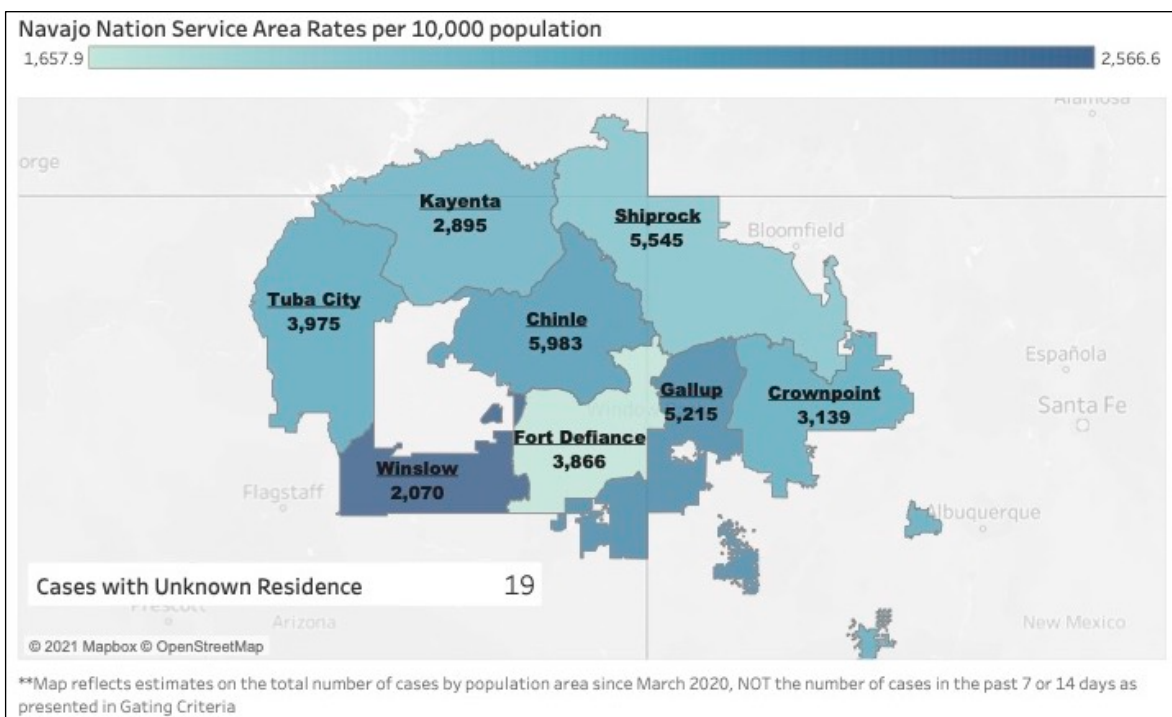 Navajo Nation Service Area Rates per 10,000 population
1,657.9
2,566.6
Alamosa
orge
Kayenta
2,895
Shiprock
5,545
Bloomfield
Tuba City
3,975
Chinle
5,983
Española
Gallup
5,215
Crownpoint
3,139
Santa Fe
Window
Fort Defiance
3,866
Winslow
2,070
Flagstaff
Albuquerque
Cases with Unknown Residence 19
Prescott
Arizona
New Mexico
© 2021 Mapbox © OpenStreetMap
**Map reflects estimates on the total number of cases by population area since March 2020, NOT the number of cases in the past 7 or 14 days as
presented in Gating Criteria